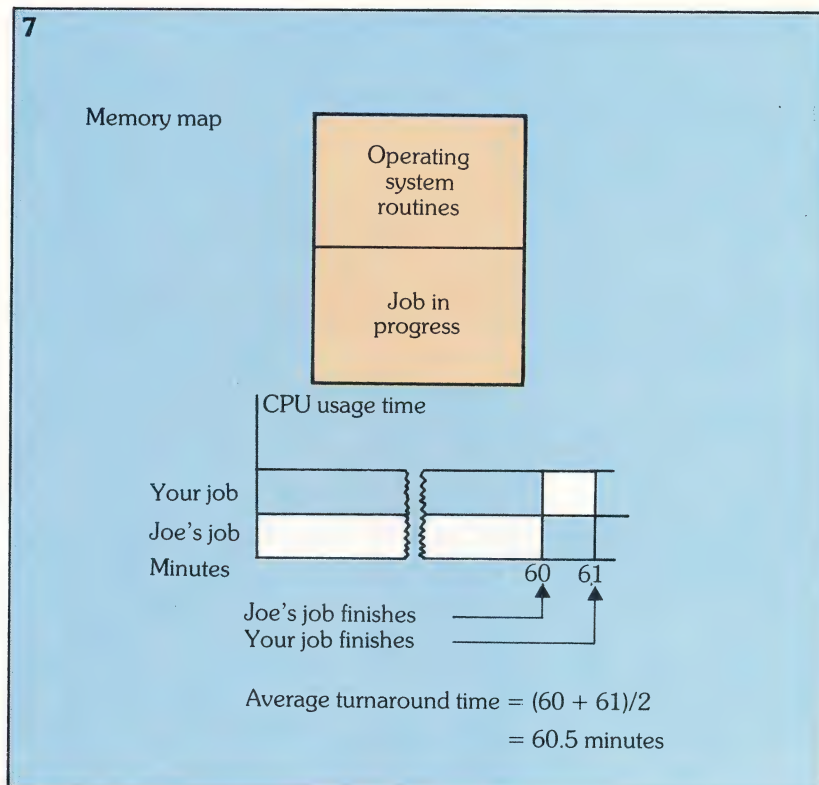 7
Memory map
Operating
system
routines
Job in
progress
CPU usage time
Your job
Joe's job
Minutes
60 61
Joe's job finishes
Your job finishes
Average turnaround time = (60 + 61)/2
= 60.5 minutes